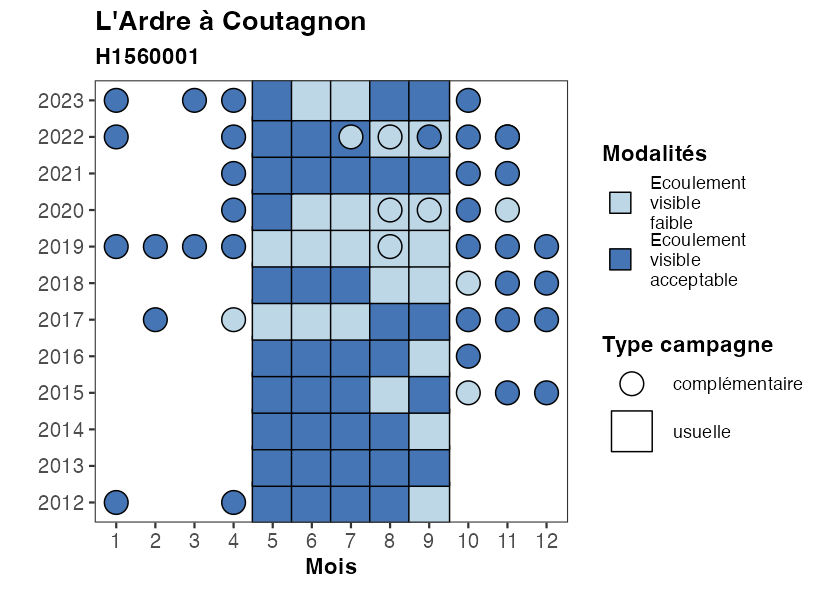 L'Ardre à Coutagnon
H1560001
2023
2022
2021
2020
2019
2018
2017
2016
2015
2014
2013
2012
1 2 3 4 5 6 7 8 9 10 11 12
Mois
Modalités
Ecoulement
visible
faible
Ecoulement
visible
acceptable
Type campagne
complémentaire
usuelle